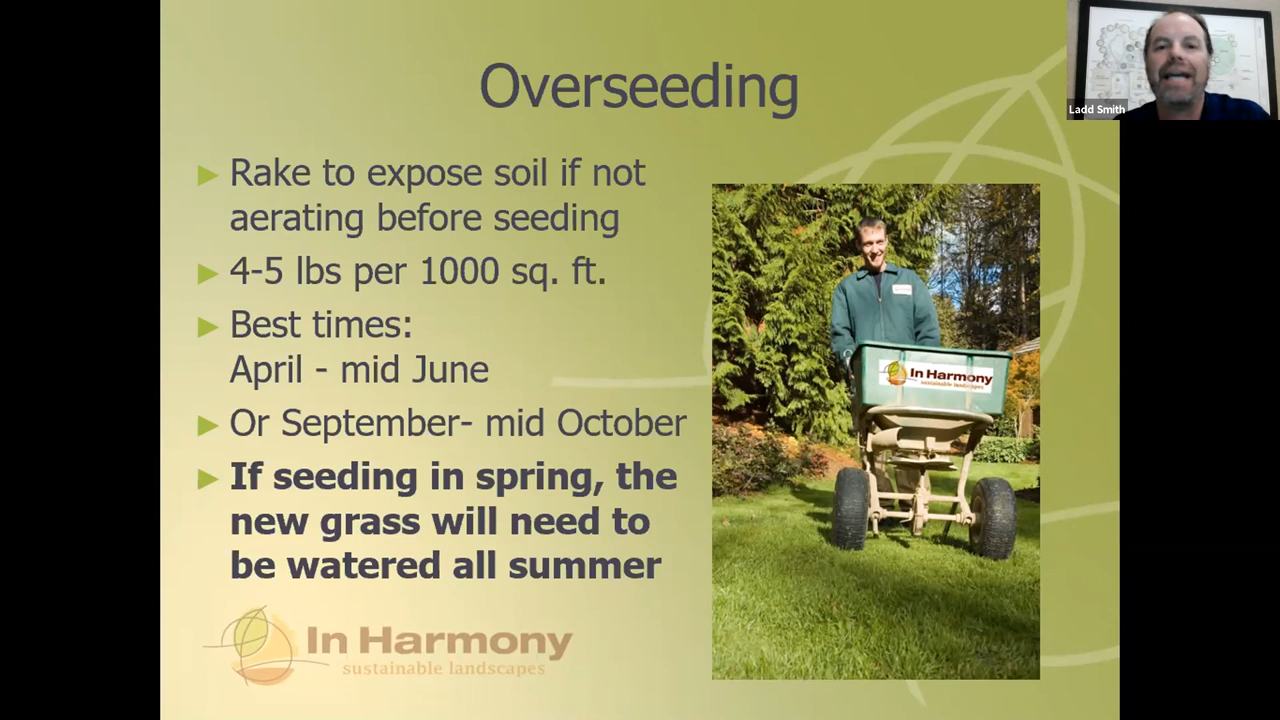 Overseeding
Ladd Smith
Rake to expose soil if not
aerating before seeding
4-5 lbs per 1000 sq. ft.
Best times:
April - mid June
Or September- mid October
If seeding in spring, the
new grass will need to
be watered all summer
In Harmony
sustainable landscapes
In Harmony
sustainable landscapes